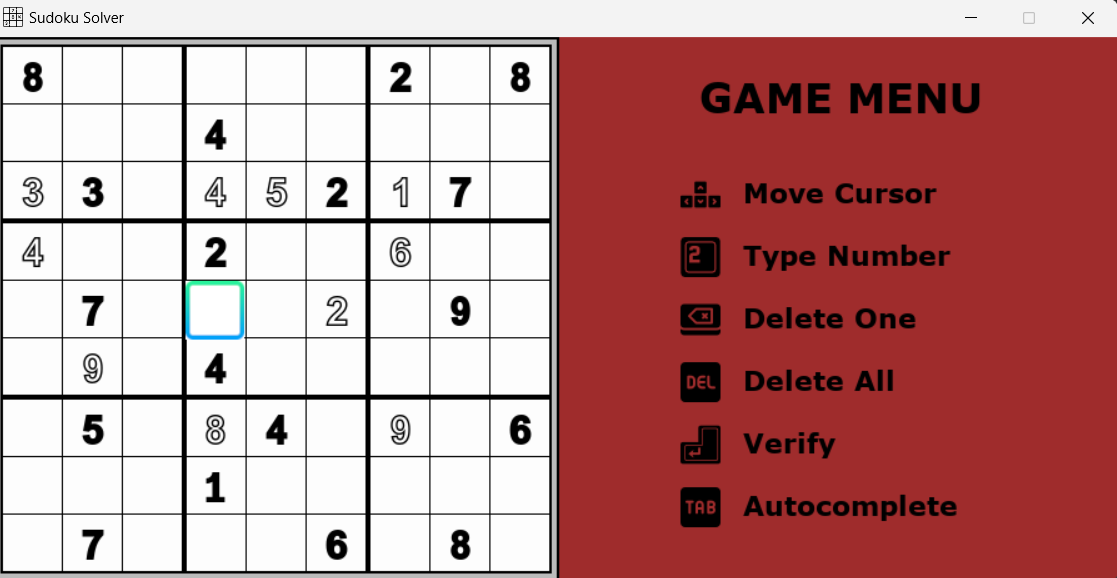 Sudoku Solver
8 2 8
4
3 3 4 5 2 1 7
4 2 6
7 2 9
9 4
5 8 4 9 6
1
7 6 8
GAME MENU
Move Cursor
2 Type Number
Delete One
DEL Delete All
Verify
TAB Autocomplete